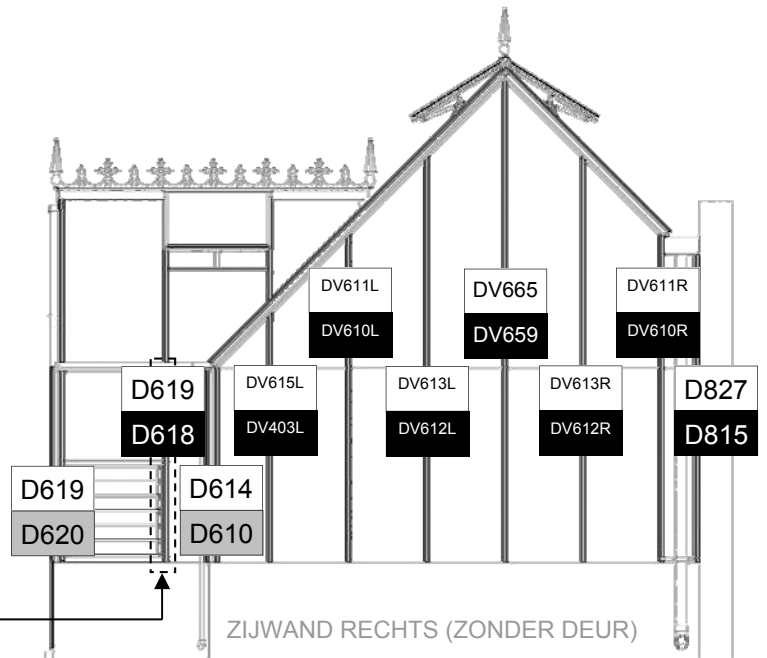 DV611L
DV610L
DV665
DV659
DV611R
DV610R
D619
D618
DV615L
DV403L
DV613L
DV612L
DV613R
DV612R
D827
D815
D619
D620
D614
D610
ZIJWAND RECHTS (ZONDER DEUR)